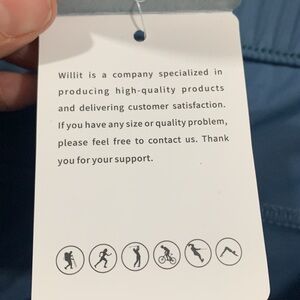 Willit is a company specialized in
producing high-quality products
and delivering customer satisfaction.
If you have any size or quality problem,
please feel free to contact us. Thank
you for your support.